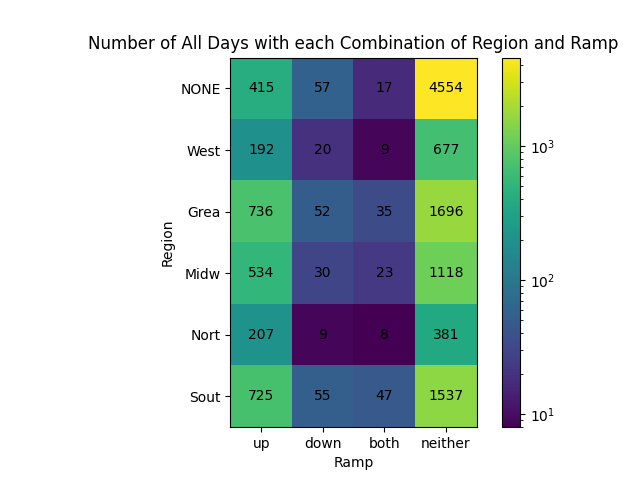 Number of All Days with each Combination of Region and Ramp
NONE 415 57 17 4554
West 192 20 9 677
Grea 736 52 35 1696
Midw 534 30 23 1118
Nort 207 9 8 381
Sout 725 55 47 1537
up down both neither
Ramp
Region
10³
10²
10¹